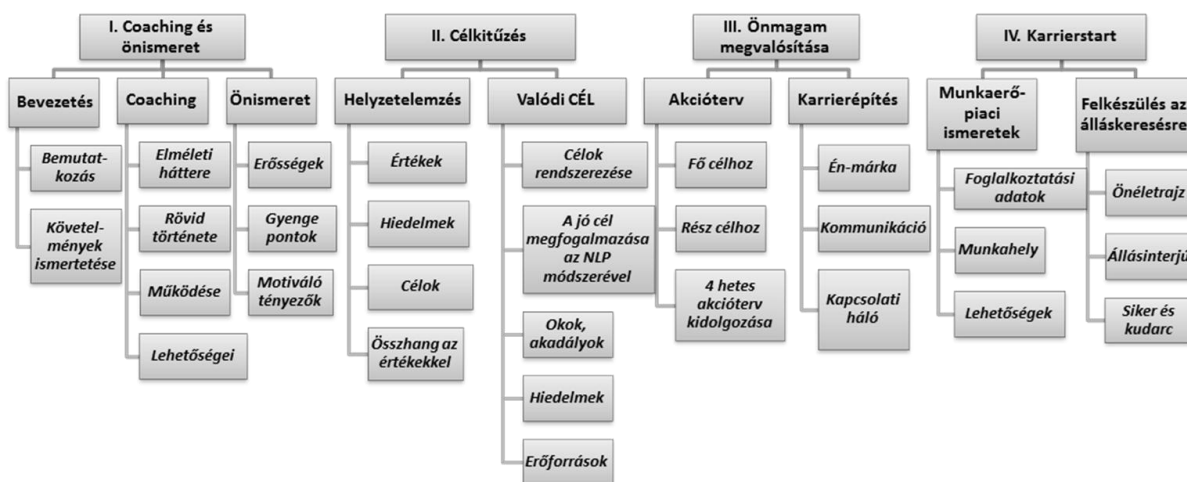 I. Coaching és
önismeret
Bevezetés
Bemutat-
kozás
Követel-
mények
ismertetése
Coaching
Elméleti
háttere
Rövid
története
Működése
Lehetőségei
Önismeret
Erősségek
Gyenge
pontok
Motiváló
tényezők
II. Célkitűzés
Helyzetelemzés
Értékek
Hiedelmek
Célok
Összhang az
értékekkel
Valódi CÉL
Célok
rendszerezése
A jó cél
megfogalmazása
az NLP
módszerével
Okok,
akadályok
Hiedelmek
Erőforrások
III. Önmagam
megvalósítása
Akcióterv
Fő célhoz
Rész célhoz
4 hetes
akcióterv
kidolgozása
Karrierépítés
Én-márka
Kommunikáció
Kapcsolati
háló
IV. Karrierstart
Munkaerő-
piaci
ismeretek
Foglalkoztatási
adatok
Munkahely
Lehetőségek
Felkészülés az
álláskeresésre
Önéletrajz
Állásinterjú
Siker és
kudarc